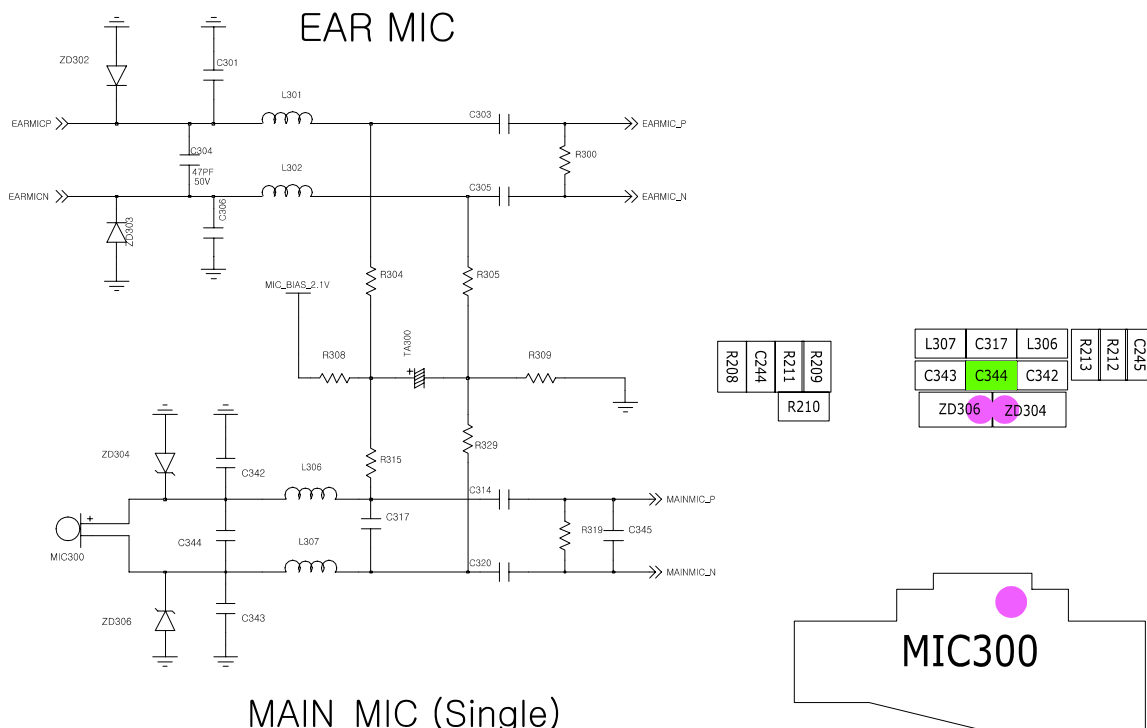 EAR MIC
ZD302
C301
L301
EARMICP
C303
EARMIC_P
C304
47PF
50V
R300
L302
EARMICN
C305
EARMIC_N
ZD303
C306
R304
R305
MIC_BIAS_2.1V
TA300
+
R308
R309
R329
ZD304
C342
L306
R315
C314
MAINMIC_P
+
C317
MIC300
C344
R319
C345
L307
C320
MAINMIC_N
ZD306
C343
MAIN MIC (Single)
R208
C244
R211
R209
R210
L307
C317
L306
R213
R212
C245
C343
C344
C342
ZD306
ZD304
MIC300